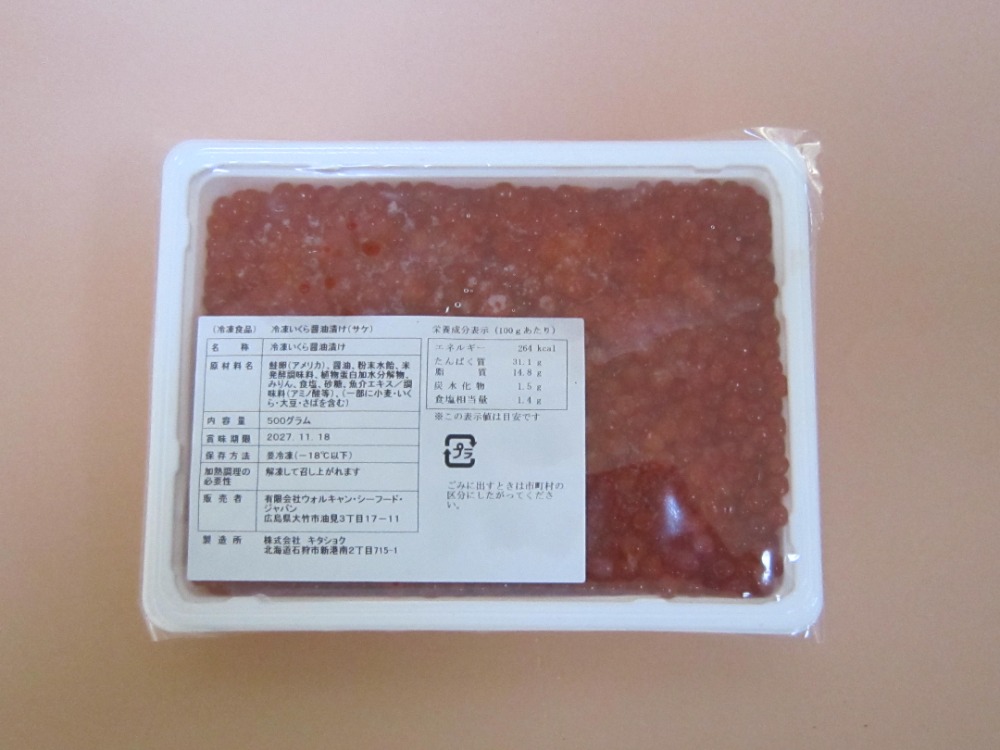 (冷凍食品) 冷凍いくら醤油漬け(サケ)
名称 冷凍いくら醤油漬け
原材料名 鮭卵(アメリカ)、醤油、粉末水飴、米
発酵調味料、植物蛋白加水分解物、
みりん、食塩、砂糖、魚介エキス/調
味料(アミノ酸等)、(一部に小麦・いく
ら・大豆・さばを含む)
内容量 500グラム
賞味期限 2027.11.18
保存方法 要冷凍(-18℃以下)
加熱調理の 解凍して召し上がれます
必要性
販売者 有限会社ウォルキャン・シーフード・
ジャパン
広島県大竹市油見3丁目17-11
製造所 株式会社 キタショク
北海道石狩市新港南2丁目715-1
栄養成分表示(100gあたり)
エネルギー 264 kcal
たんぱく質 31.1 g
脂質 14.8 g
炭水化物 1.5 g
食塩相当量 1.4 g
※この表示値は目安です
プラ
ごみに出すときは市町村の
区分にしたがってくださ
い。